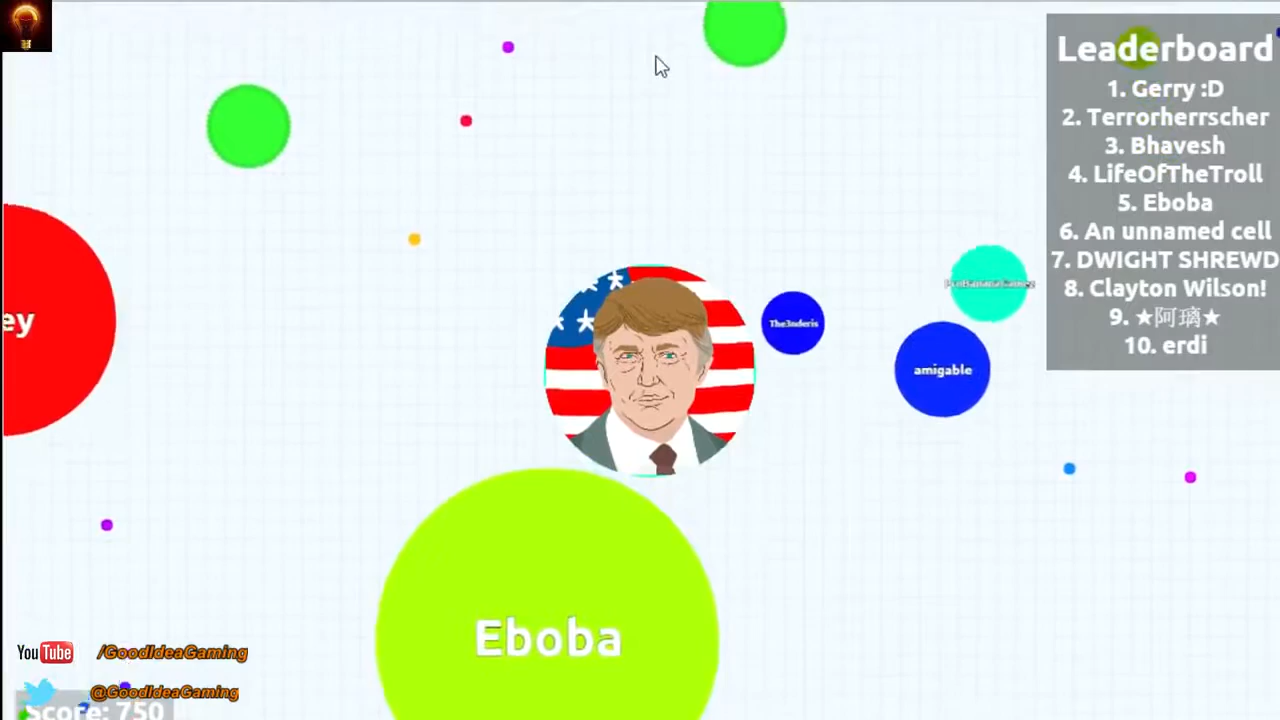 Leaderboard
1. Gerry :D
2. Terrorherrscher
3. Bhavesh
4. LifeOfTheTroll
5. Eboba
6. An unnamed cell
7. DWIGHT SHREWD
8. Clayton Wilson!
9. ★阿璃★
10. erdi
ey
amigable
Eboba
YouTube /GoodIdeaGaming
@GoodIdeaGaming
Score: 750